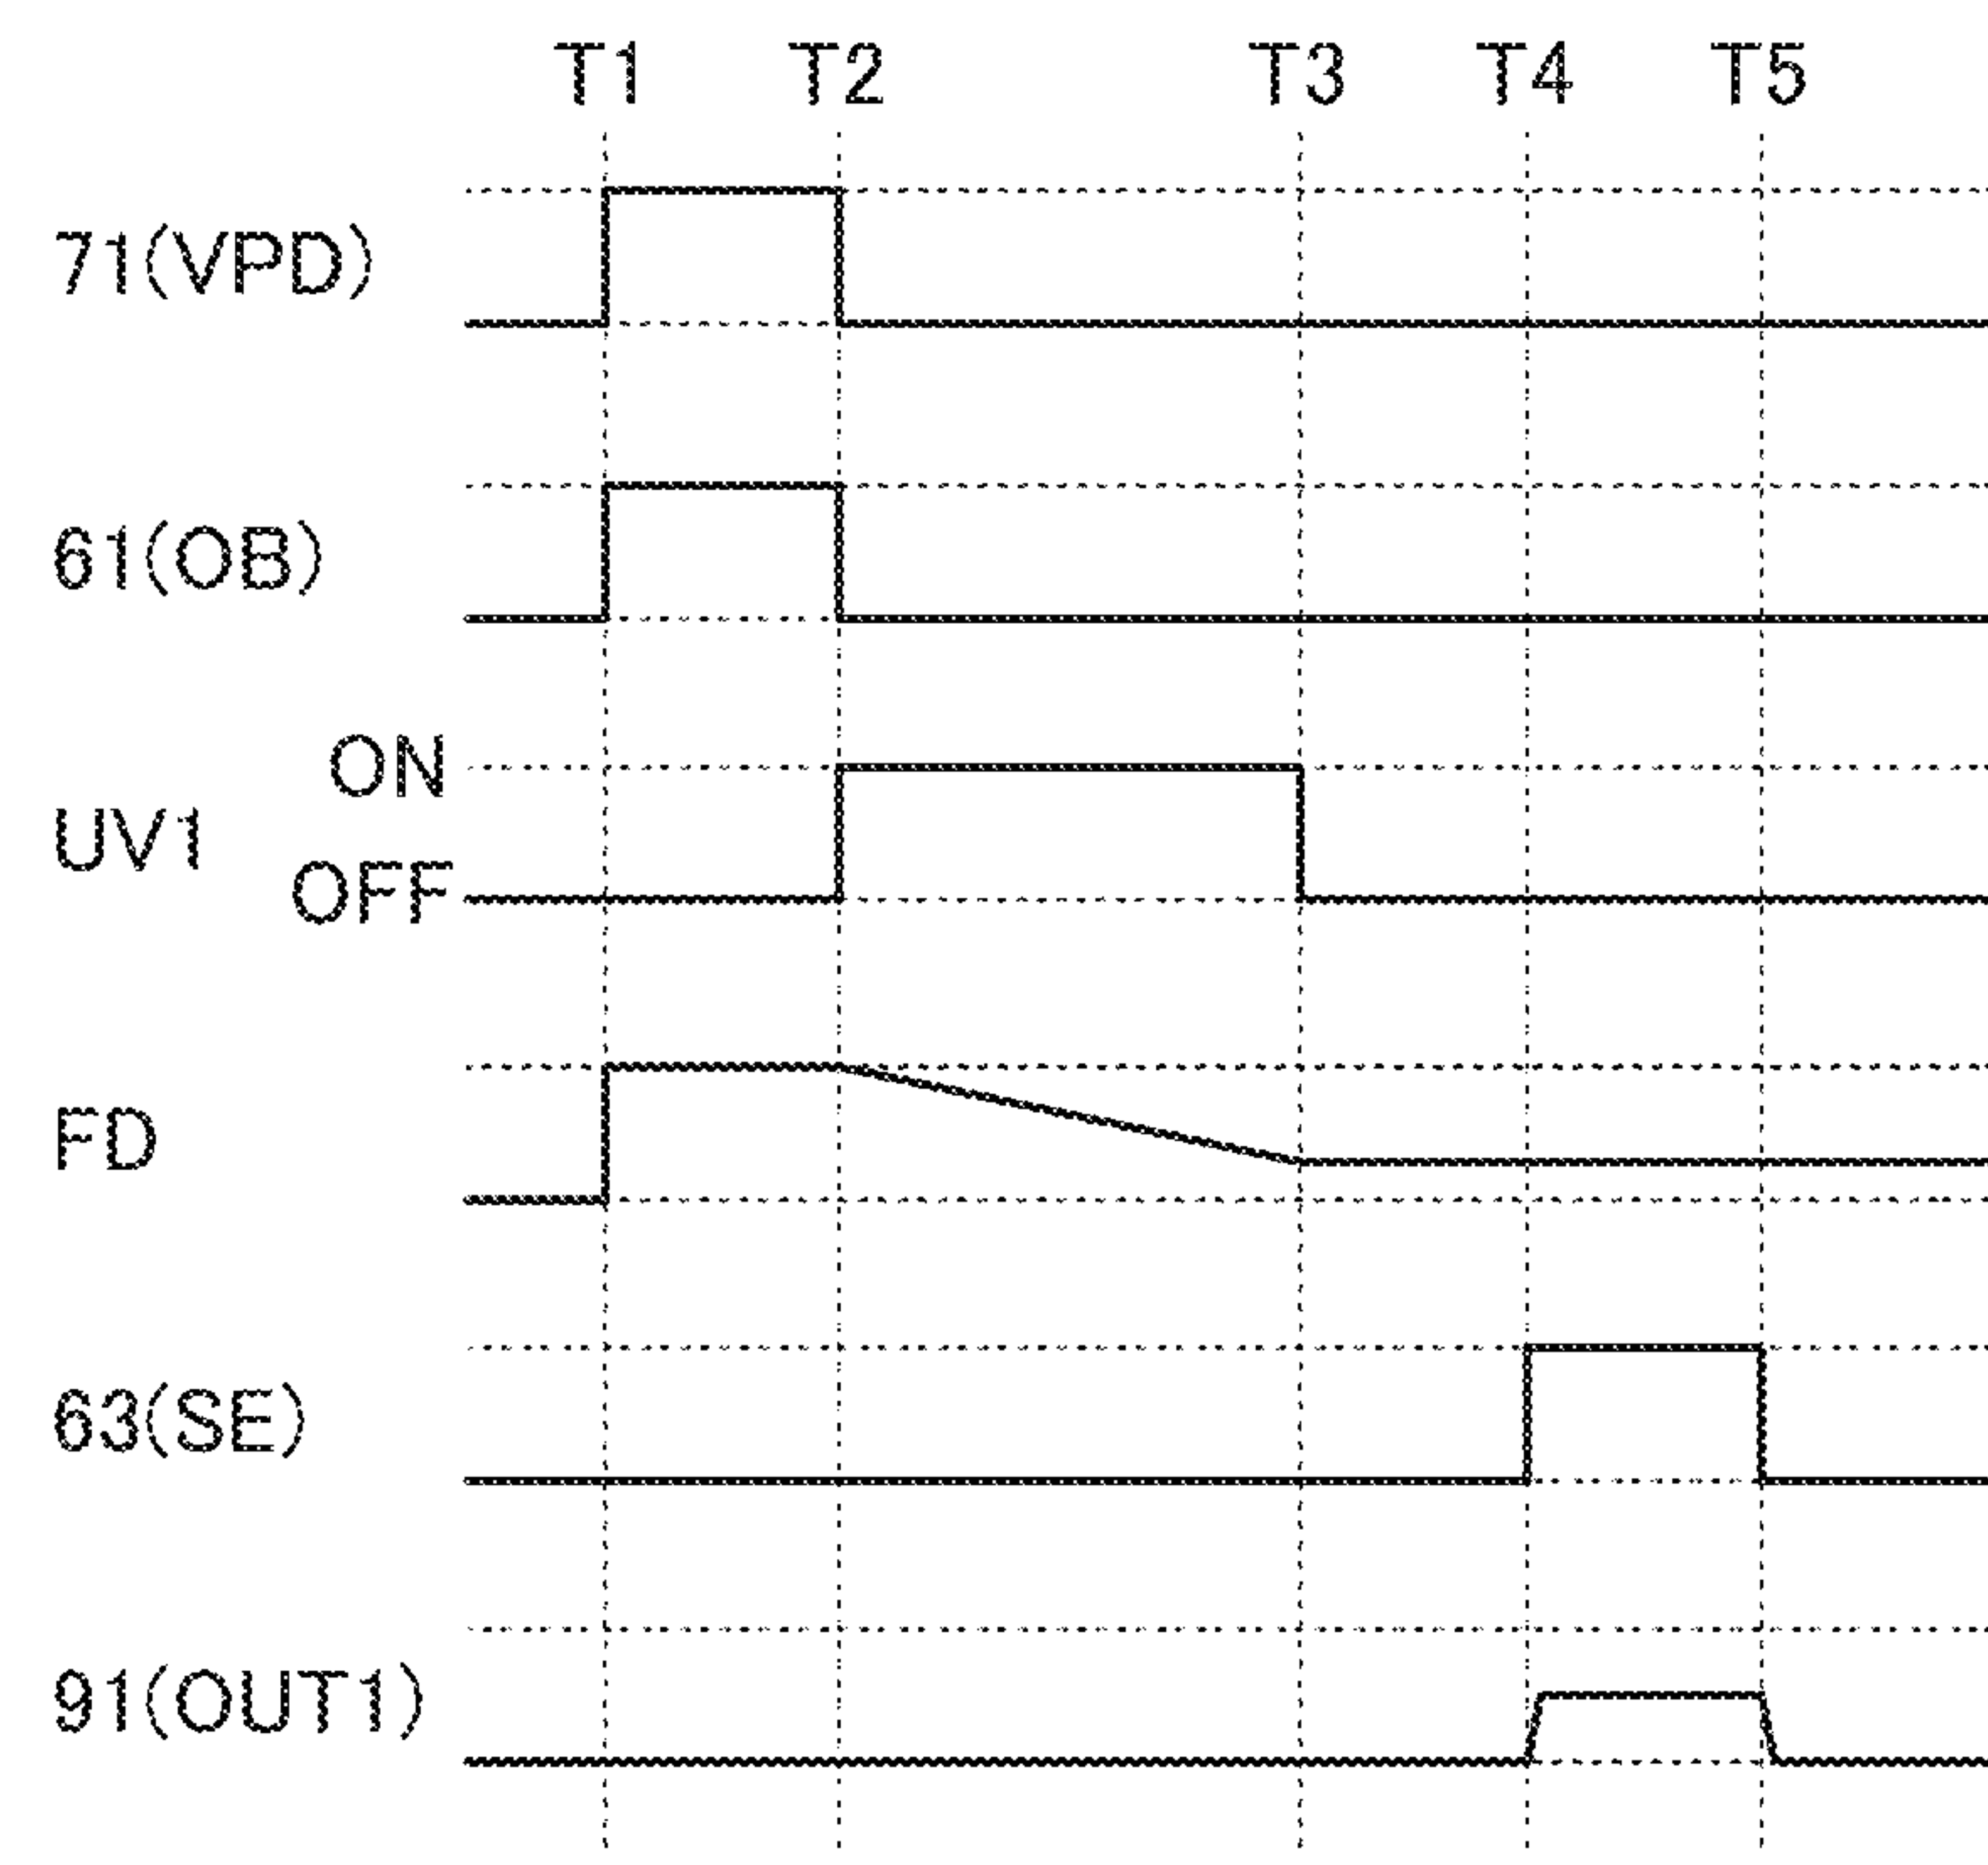 T1 T2 T3 T4 T5
71(VPD)
61(OB)
ON
UV1
OFF
FD
63(SE)
91(OUT1)